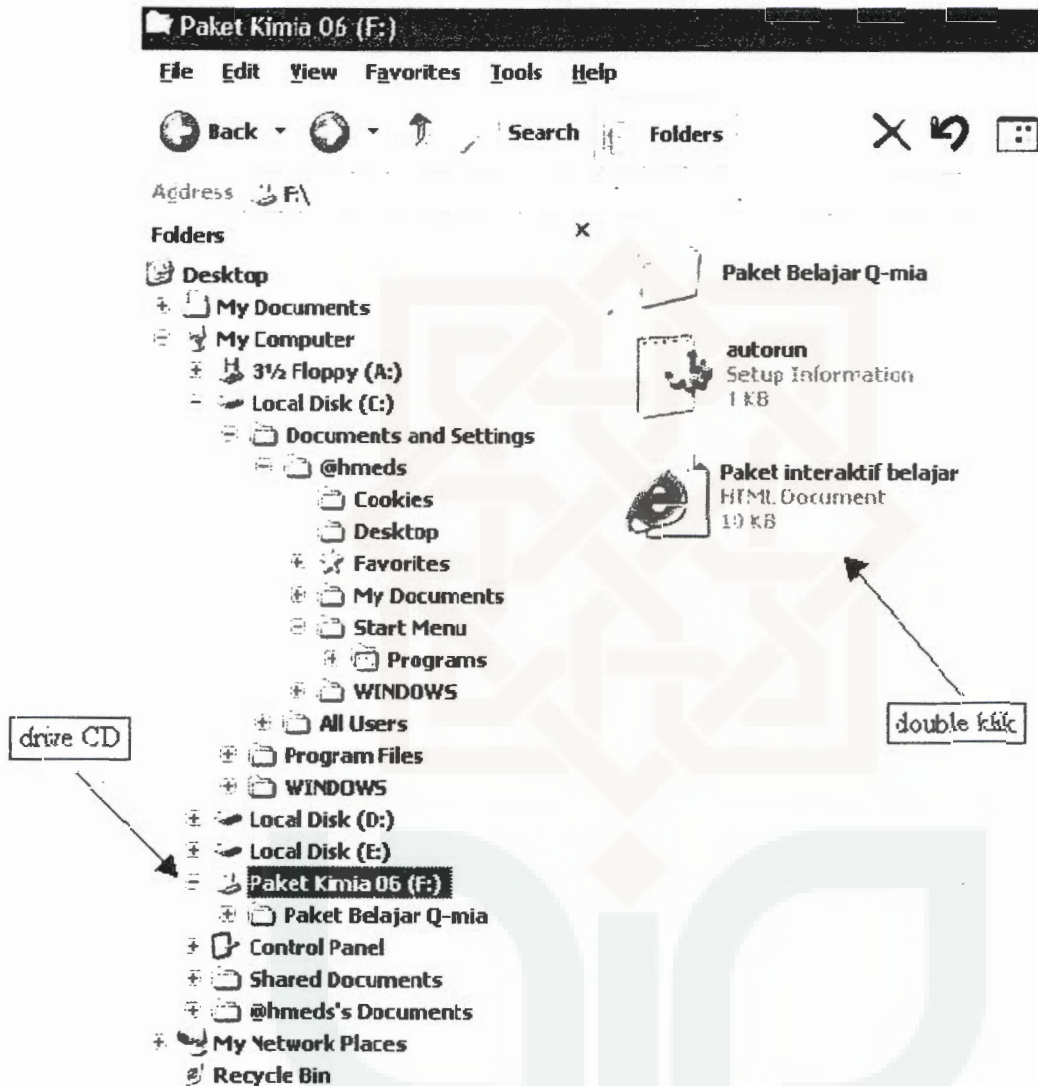 Paket Kimia 06 (F:)
File Edit View Favorites Tools Help
Back Search Folders
Address F:\
Folders
Desktop
My Documents
My Computer
3½ Floppy (A:)
Local Disk (C:)
Documents and Settings
@hmeds
Cookies
Desktop
Favorites
My Documents
Start Menu
Programs
WINDOWS
All Users
Program Files
WINDOWS
Local Disk (D:)
Local Disk (E:)
Paket Kimia 06 (F:)
Paket Belajar Q-mia
Control Panel
Shared Documents
@hmeds's Documents
My Network Places
Recycle Bin
Paket Belajar Q-mia
autorun
Setup Information
1 KB
Paket interaktif belajar
HTML Document
19 KB
drive CD
double klik